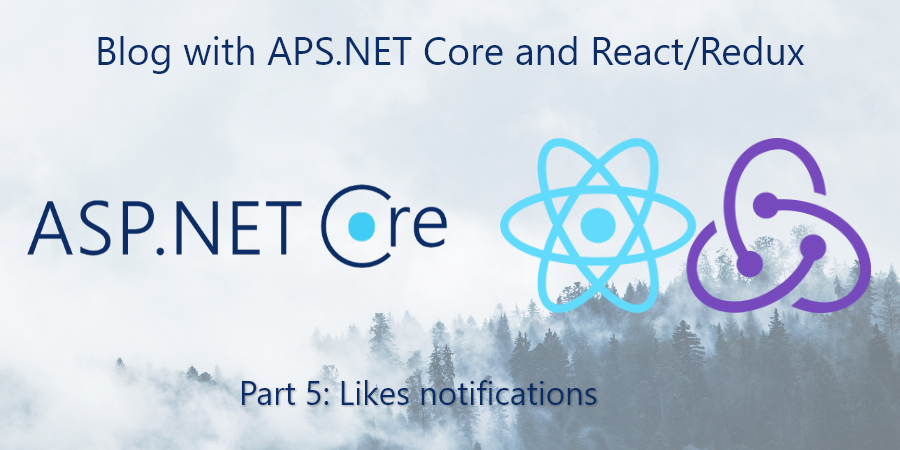 Blog with APS.NET Core and React/Redux
ASP.NET Core
Part 5: Likes notifications